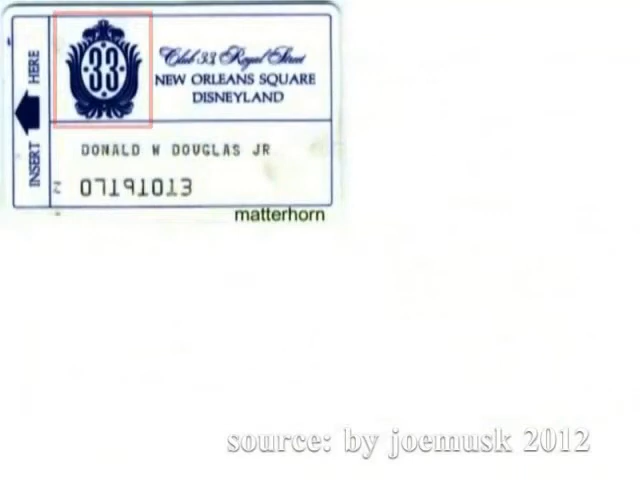 INSERT HERE
33
Club 33 Royal Street
NEW ORLEANS SQUARE
DISNEYLAND
DONALD W DOUGLAS JR
Z 07191013
matterhorn
source: by joemusk 2012